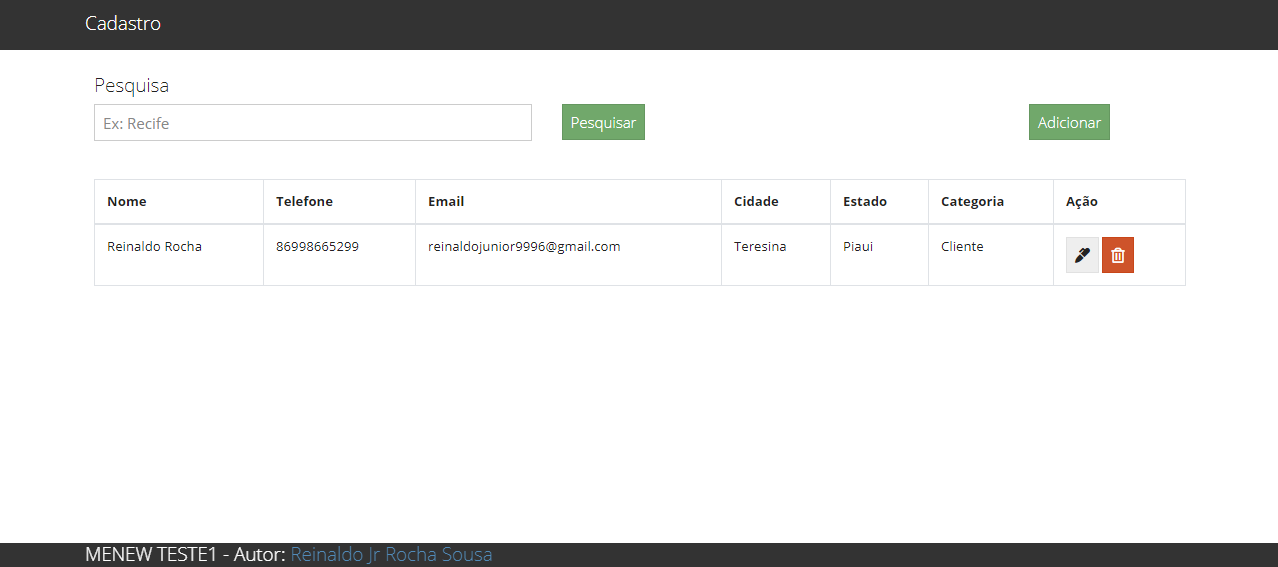 Cadastro
Pesquisa
Ex: Recife
Pesquisar
Adicionar
Nome Telefone Email Cidade Estado Categoria Ação
Reinaldo Rocha 86998665299 reinaldojunior9996@gmail.com Teresina Piaui Cliente
MENEW TESTE1 - Autor: Reinaldo Jr Rocha Sousa